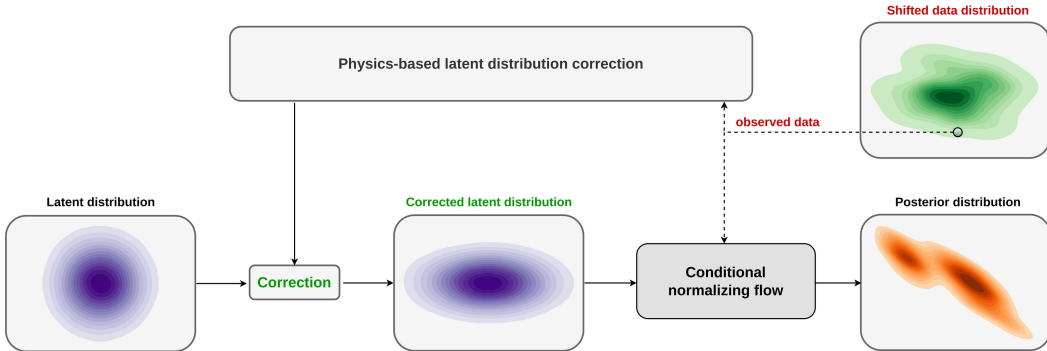 Shifted data distribution
Physics-based latent distribution correction
observed data
Latent distribution
Corrected latent distribution
Posterior distribution
Correction
Conditional
normalizing flow